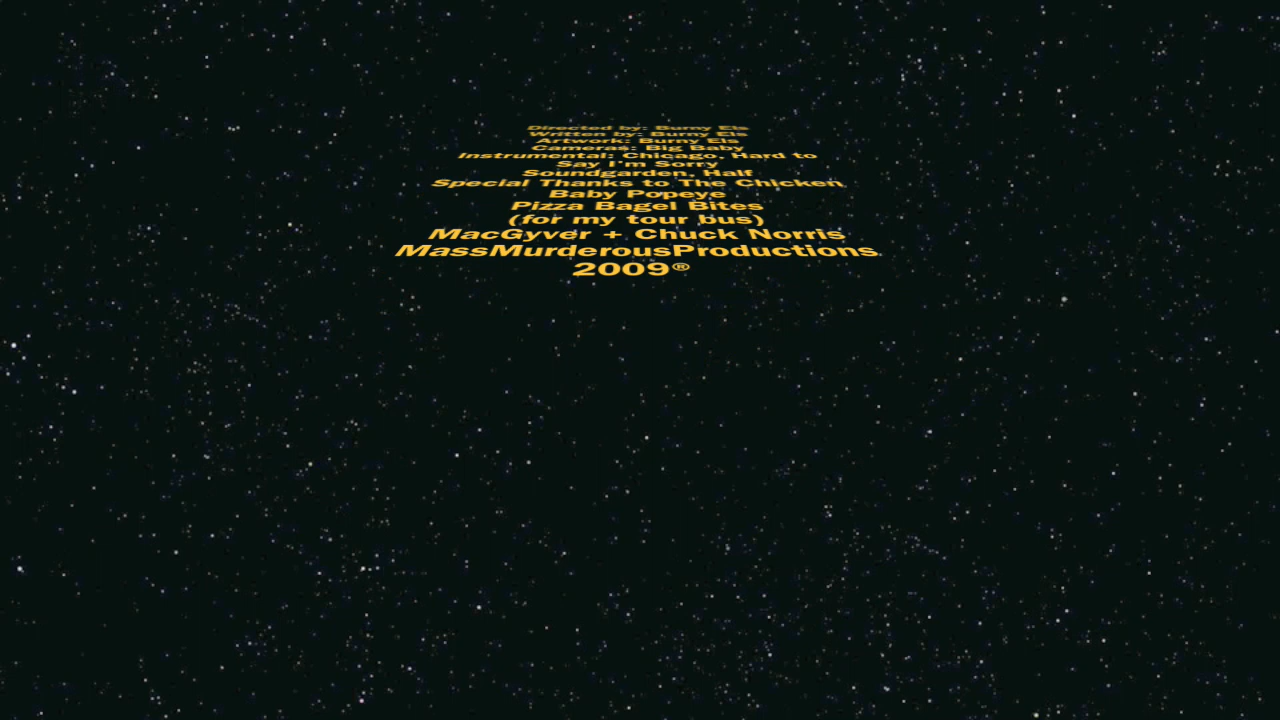 Directed by: Burny Els
Written by: Burny Els
Artwork: Burny Els
Cameras: Big Baby
Instrumental: Chicago, Hard to
Say I'm Sorry
Soundgarden, Half
Special Thanks to The Chicken
Baby Popeye
Pizza Bagel Bites
(for my tour bus)
MacGyver + Chuck Norris
MassMurderousProductions
2009®